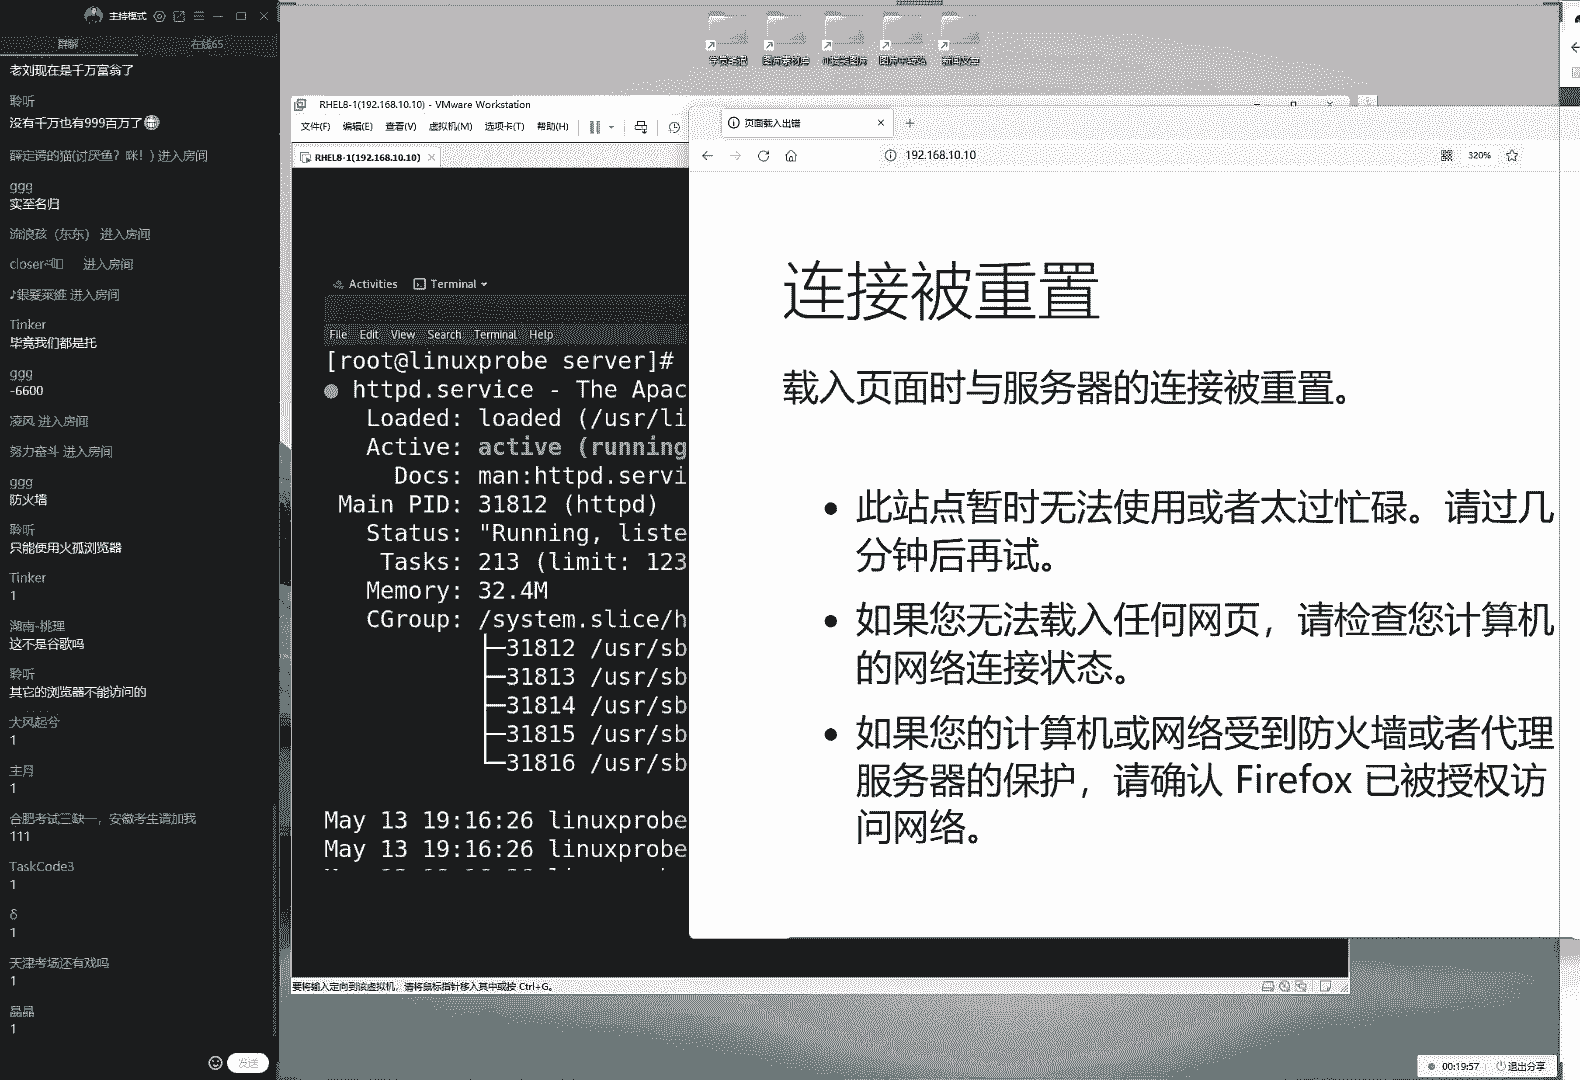 主持模式
群聊
在线65
老刘现在是千万富翁了
聆听
没有千万也有999百万了
薛定谔的猫(讨厌鱼？咪！) 进入房间
ggg
实至名归
流浪孩（东东） 进入房间
进入房间
进入房间
Tinker
毕竟我们都是托
ggg
-6600
凌风 进入房间
努力奋斗 进入房间
ggg
防火墙
聆听
只能使用火狐浏览器
Tinker
1
湖南-桃理
这不是谷歌吗
聆听
其它的浏览器不能访问的
大风起兮
1
主月
1
合肥考试三缺一，安徽考生请加我
111
TaskCode3
1
δ
1
天津考场还有戏吗
1
晶晶
1
发送
RHEL8-1(192.168.10.10) - VMware Workstation
文件(F) 编辑(E) 查看(V) 虚拟机(M) 选项卡(T) 帮助(H)
RHEL8-1(192.168.10.10)
Activities Terminal
File Edit View Search Terminal Help
[root@linuxprobe server]#
httpd.service - The Apac
Loaded: loaded (/usr/li
Active: active (running
Docs: man:httpd.servi
Main PID: 31812 (httpd)
Status: "Running, liste
Tasks: 213 (limit: 123
Memory: 32.4M
CGroup: /system.slice/h
├─31812 /usr/sb
├─31813 /usr/sb
├─31814 /usr/sb
├─31815 /usr/sb
└─31816 /usr/sb
May 13 19:16:26 linuxprobe
May 13 19:16:26 linuxprobe
要将输入定向到该虚拟机，请将鼠标指针移入其中或按 Ctrl+G。
页面载入出错
192.168.10.10
320%
连接被重置
载入页面时与服务器的连接被重置。
此站点暂时无法使用或者太过忙碌。请过几
分钟后再试。
如果您无法载入任何网页，请检查您计算机
的网络连接状态。
如果您的计算机或网络受到防火墙或者代理
服务器的保护，请确认 Firefox 已被授权访
问网络。
00:19:57
退出分享